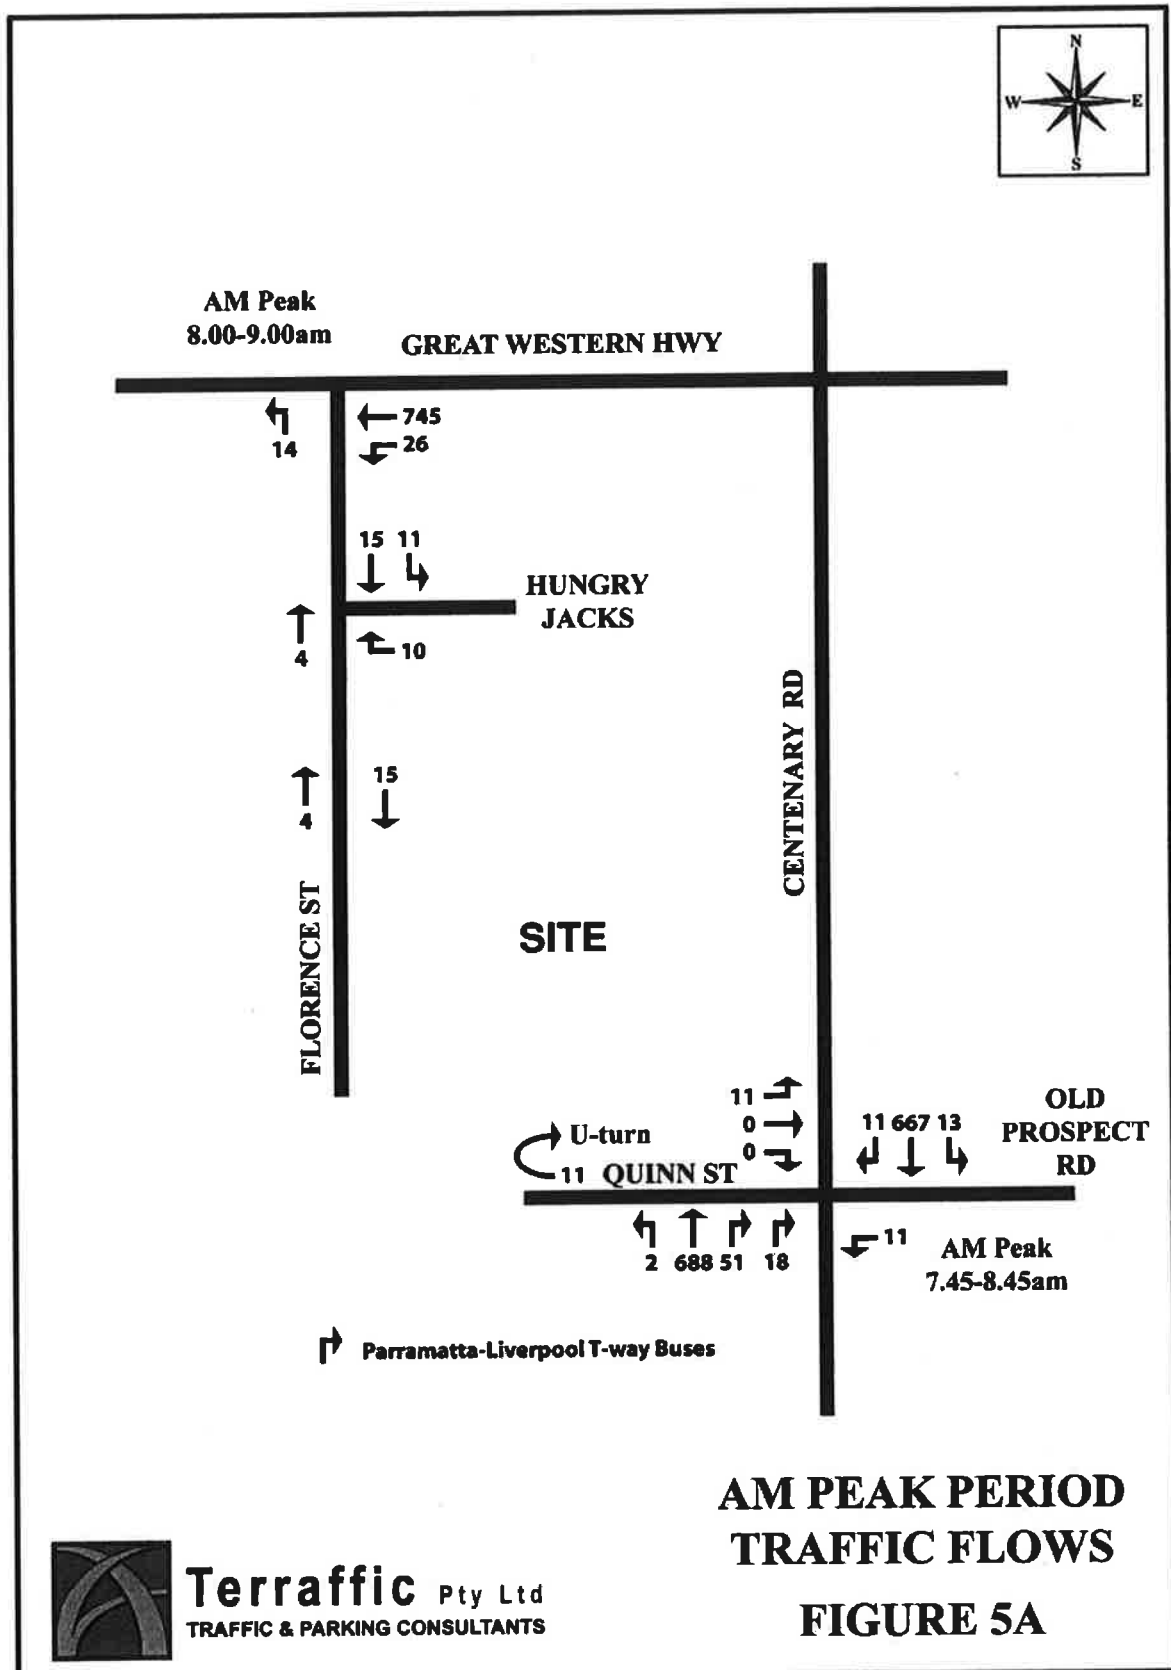 N
W E
S
AM Peak
8.00-9.00am
GREAT WESTERN HWY
745
14
26
15 11
HUNGRY
JACKS
4
10
CENTENARY RD
15
4
FLORENCE ST
SITE
11
0
0
U-turn
11 QUINN ST
11 667 13
OLD
PROSPECT
RD
2 688 51 18
11
AM Peak
7.45-8.45am
Parramatta-Liverpool T-way Buses
AM PEAK PERIOD
TRAFFIC FLOWS
FIGURE 5A
Terraffic Pty Ltd
TRAFFIC & PARKING CONSULTANTS